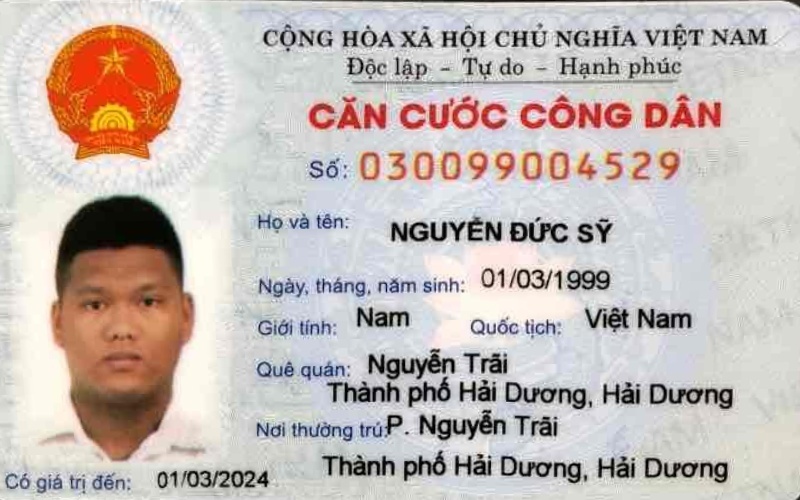 CỘNG HÒA XÃ HỘI CHỦ NGHĨA VIỆT NAM
Độc lập - Tự do - Hạnh phúc
CĂN CƯỚC CÔNG DÂN
Số: 030099004529
Họ và tên: NGUYỄN ĐỨC SỸ
Ngày, tháng, năm sinh: 01/03/1999
Giới tính: Nam Quốc tịch: Việt Nam
Quê quán: Nguyễn Trãi
Thành phố Hải Dương, Hải Dương
Nơi thường trú: P. Nguyễn Trãi
Thành phố Hải Dương, Hải Dương
Có giá trị đến: 01/03/2024